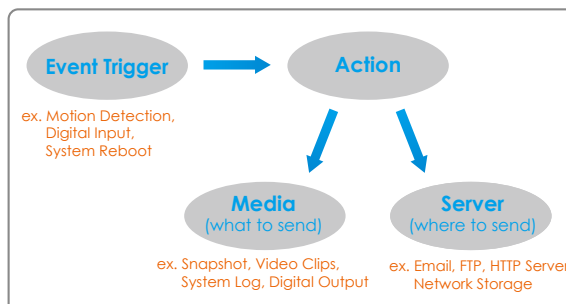 Event Trigger
Action
ex. Motion Detection,
Digital Input,
System Reboot
Media
(what to send)
Server
(where to send)
ex. Snapshot, Video Clips,
System Log, Digital Output
ex. Email, FTP, HTTP Server
Network Storage